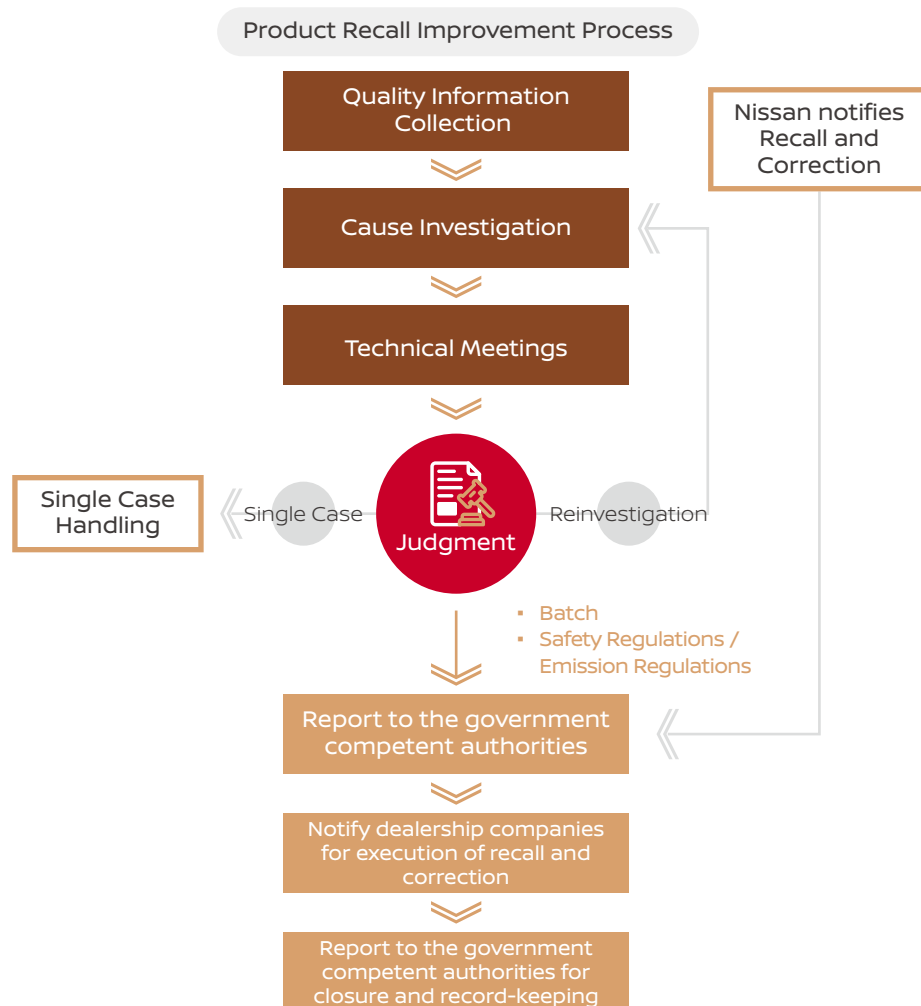 Product Recall Improvement Process
Quality Information
Collection
Nissan notifies
Recall and
Correction
Cause Investigation
Technical Meetings
Single Case
Handling
Single Case
Judgment
Reinvestigation
▪ Batch
▪ Safety Regulations /
Emission Regulations
Report to the government
competent authorities
Notify dealership companies
for execution of recall and
correction
Report to the government
competent authorities for
closure and record-keeping